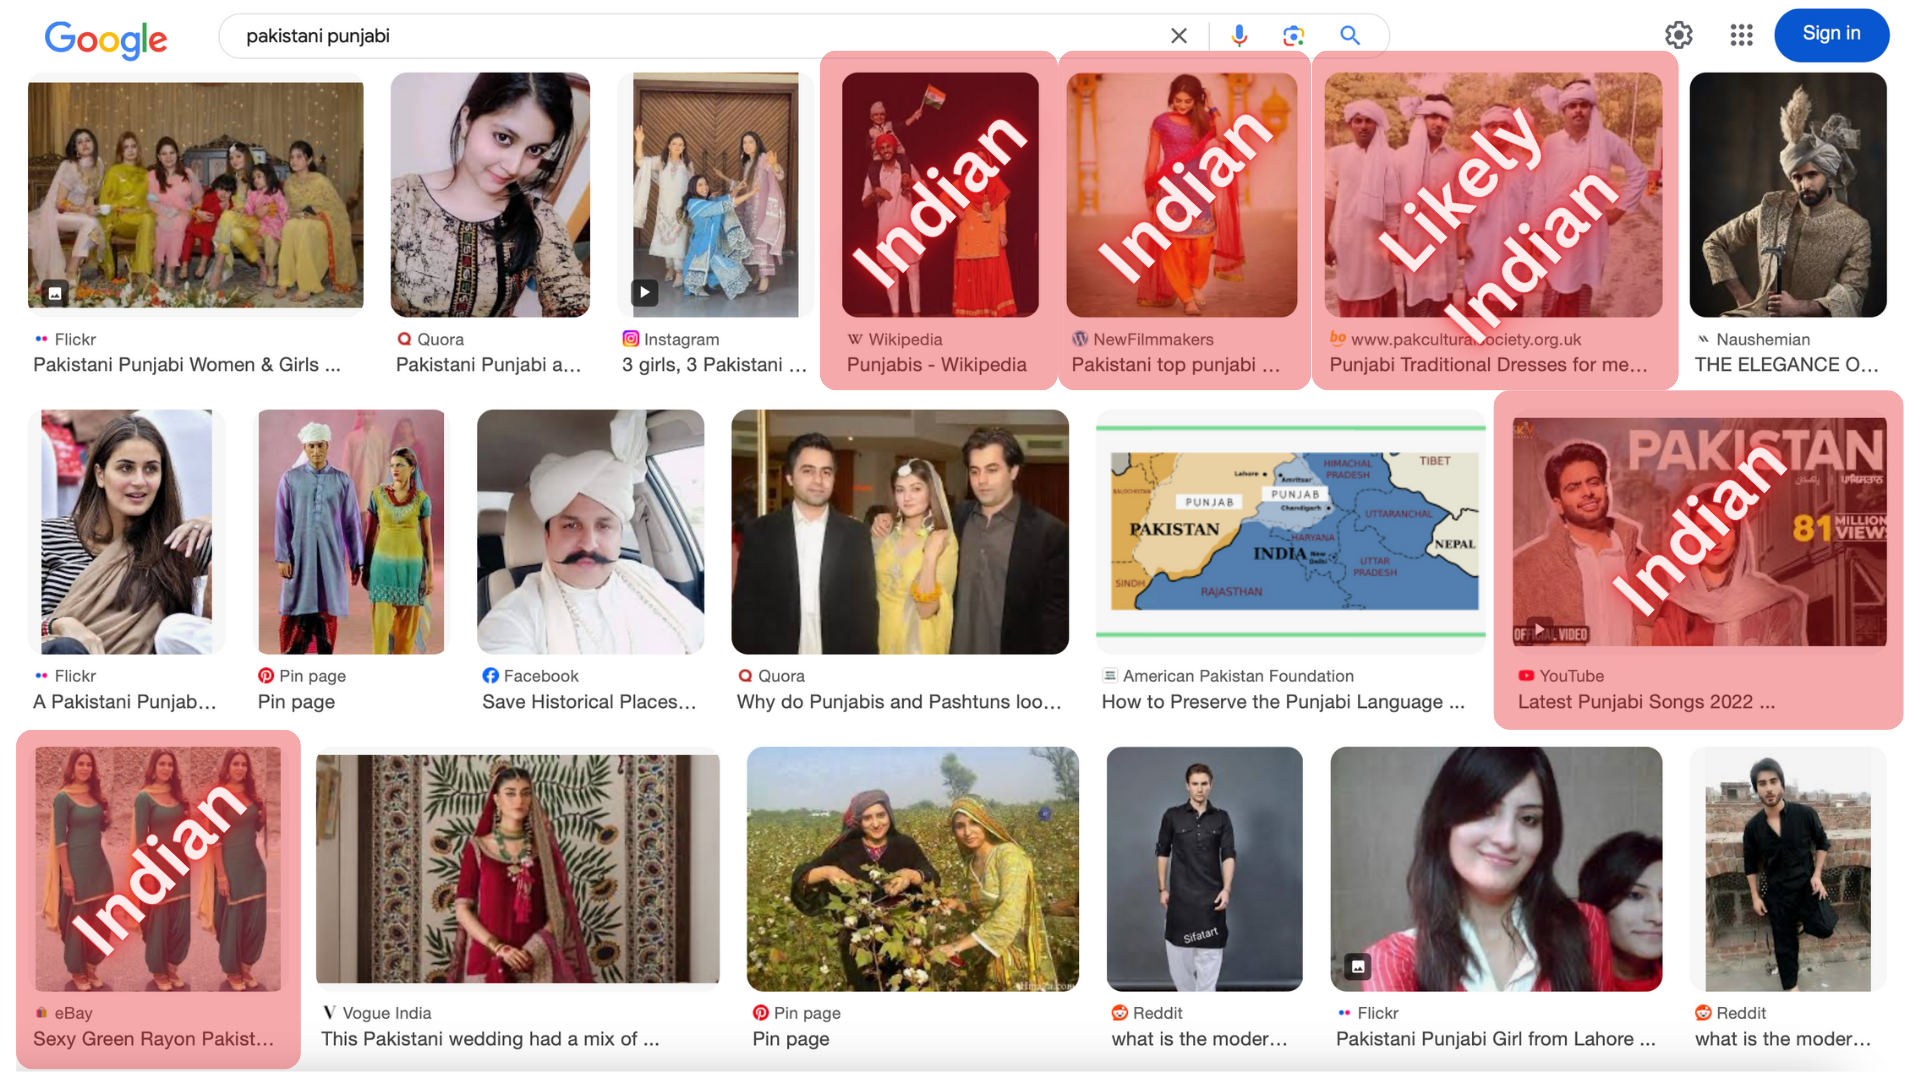 Google
pakistani punjabi
Sign in
Indian
Indian
Likely
Indian
Flickr
Pakistani Punjabi Women & Girls ...
Quora
Pakistani Punjabi a...
Instagram
3 girls, 3 Pakistani ...
Wikipedia
Punjabis - Wikipedia
NewFilmmakers
Pakistani top punjabi ...
bo www.pakculturalsociety.org.uk
Punjabi Traditional Dresses for me...
Naushemian
THE ELEGANCE O...
TIBET
HIMACHAL
PRADESH
Lahore
Amritsar
PUNJAB
PUNJAB
Chandigarh
BALOCHISTAN
PAKISTAN
UTTARANCHAL
HARYANA
INDIA
New
Delhi
NEPAL
UTTAR
PRADESH
SINDH
RAJASTHAN
PAKISTAN
81 MILLION
VIEWS
Indian
OFFICIAL VIDEO
Flickr
A Pakistani Punjab...
Pin page
Pin page
Facebook
Save Historical Places...
Quora
Why do Punjabis and Pashtuns loo...
American Pakistan Foundation
How to Preserve the Punjabi Language ...
YouTube
Latest Punjabi Songs 2022 ...
Indian
Sifatart
eBay
Sexy Green Rayon Pakist...
V Vogue India
This Pakistani wedding had a mix of ...
Pin page
Pin page
Reddit
what is the moder...
Flickr
Pakistani Punjabi Girl from Lahore ...
Reddit
what is the moder...